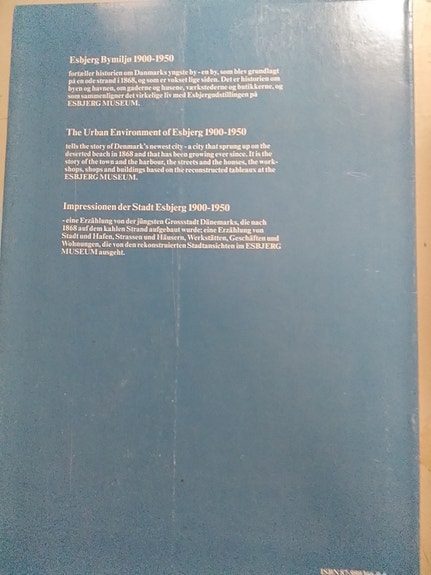 Esbjerg Bymiljø 1900-1950
fortæller historien om Danmarks yngste by - en by, som blev grundlagt
på en øde strand i 1868, og som er vokset lige siden. Det er historien om
byen og havnen, om gaderne og husene, værkstederne og butikkerne, og
som sammenligner det virkelige liv med Esbjergudstillingen på
ESBJERG MUSEUM.
The Urban Environment of Esbjerg 1900-1950
tells the story of Denmark's newest city - a city that sprung up on the
deserted beach in 1868 and that has been growing ever since. It is the
story of the town and the harbour, the streets and the houses, the work-
shops, shops and buildings based on the reconstructed tableaux at the
ESBJERG MUSEUM.
Impressionen der Stadt Esbjerg 1900-1950
- eine Erzählung von der jüngsten Grossstadt Dänemarks, die nach
1868 auf dem kahlen Strand aufgebaut wurde; eine Erzählung von
Stadt und Hafen, Strassen und Häusern, Werkstätten, Geschäften und
Wohnungen, die von den rekonstruierten Stadtansichten im ESBJERG
MUSEUM ausgeht.
ISBN